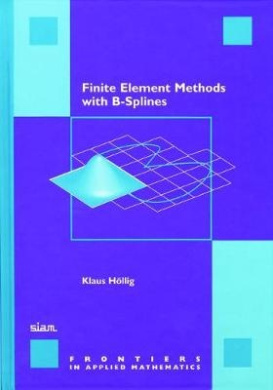 Finite Element Methods
with B-Splines
Klaus Höllig
siam
FRONTIERS
IN APPLIED MATHEMATICS